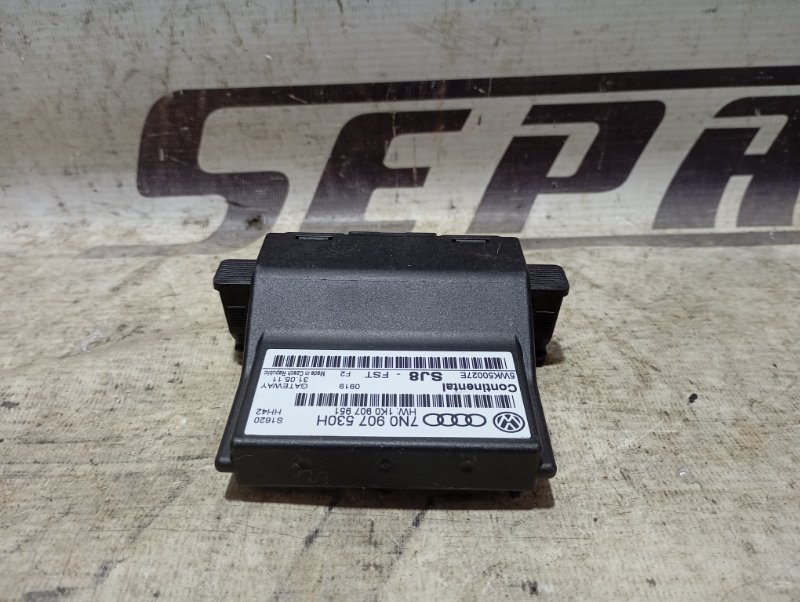 SEPA
7N0 907 530H
HW: 1K0 907 951
S1620
HH42
Continental
0919
GATEWAY
SJ8 - FST F2
31.05.11
5WK50027E
Made in Czech Republic